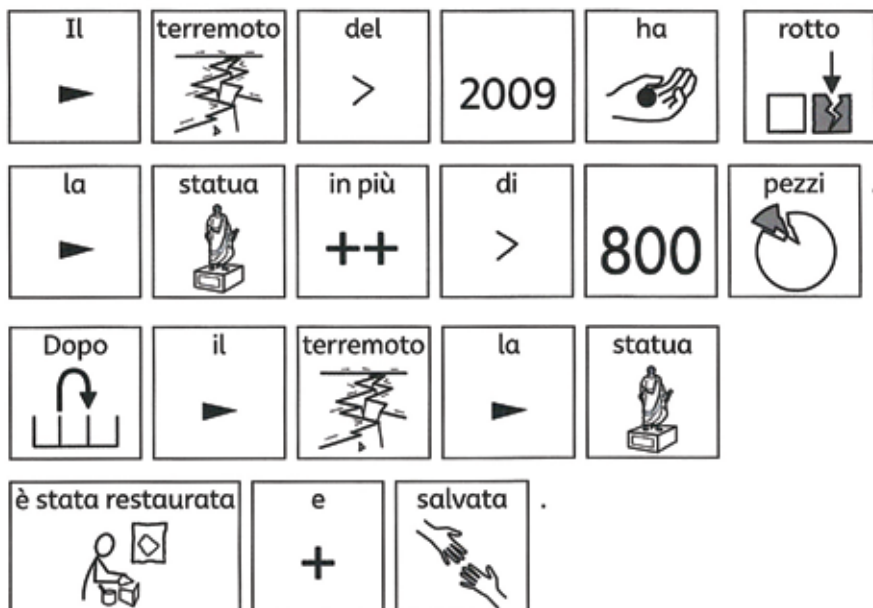 Il terremoto del 2009 ha rotto
la statua in più di 800 pezzi .
Dopo il terremoto la statua
è stata restaurata e salvata .